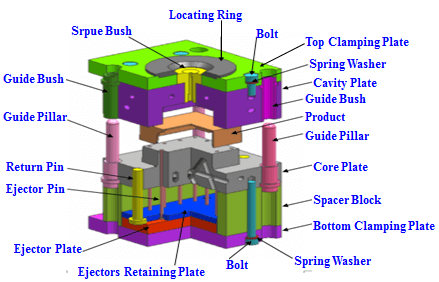 Locating Ring
Srpue Bush
Bolt
Top Clamping Plate
Spring Washer
Guide Bush
Cavity Plate
Guide Bush
Guide Pillar
Product
Guide Pillar
Return Pin
Core Plate
Ejector Pin
Spacer Block
Bottom Clamping Plate
Ejector Plate
Ejectors Retaining Plate
Bolt
Spring Washer